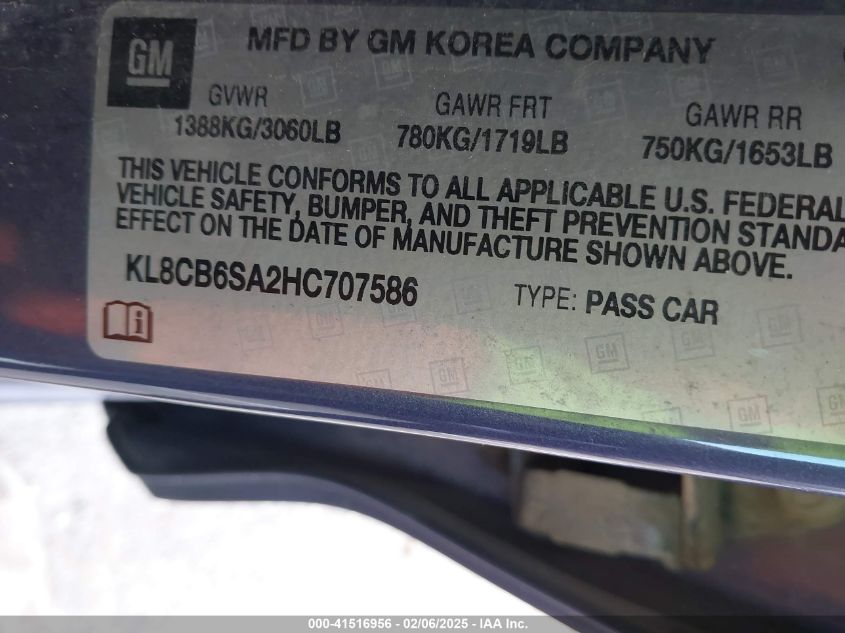 GM
MFD BY GM KOREA COMPANY
GVWR GAWR FRT GAWR RR
1388KG/3060LB 780KG/1719LB 750KG/1653LB
THIS VEHICLE CONFORMS TO ALL APPLICABLE U.S. FEDERAL
VEHICLE SAFETY, BUMPER, AND THEFT PREVENTION STANDA
EFFECT ON THE DATE OF MANUFACTURE SHOWN ABOVE.
KL8CB6SA2HC707586 TYPE: PASS CAR
000-41516956 - 02/06/2025 - IAA Inc.